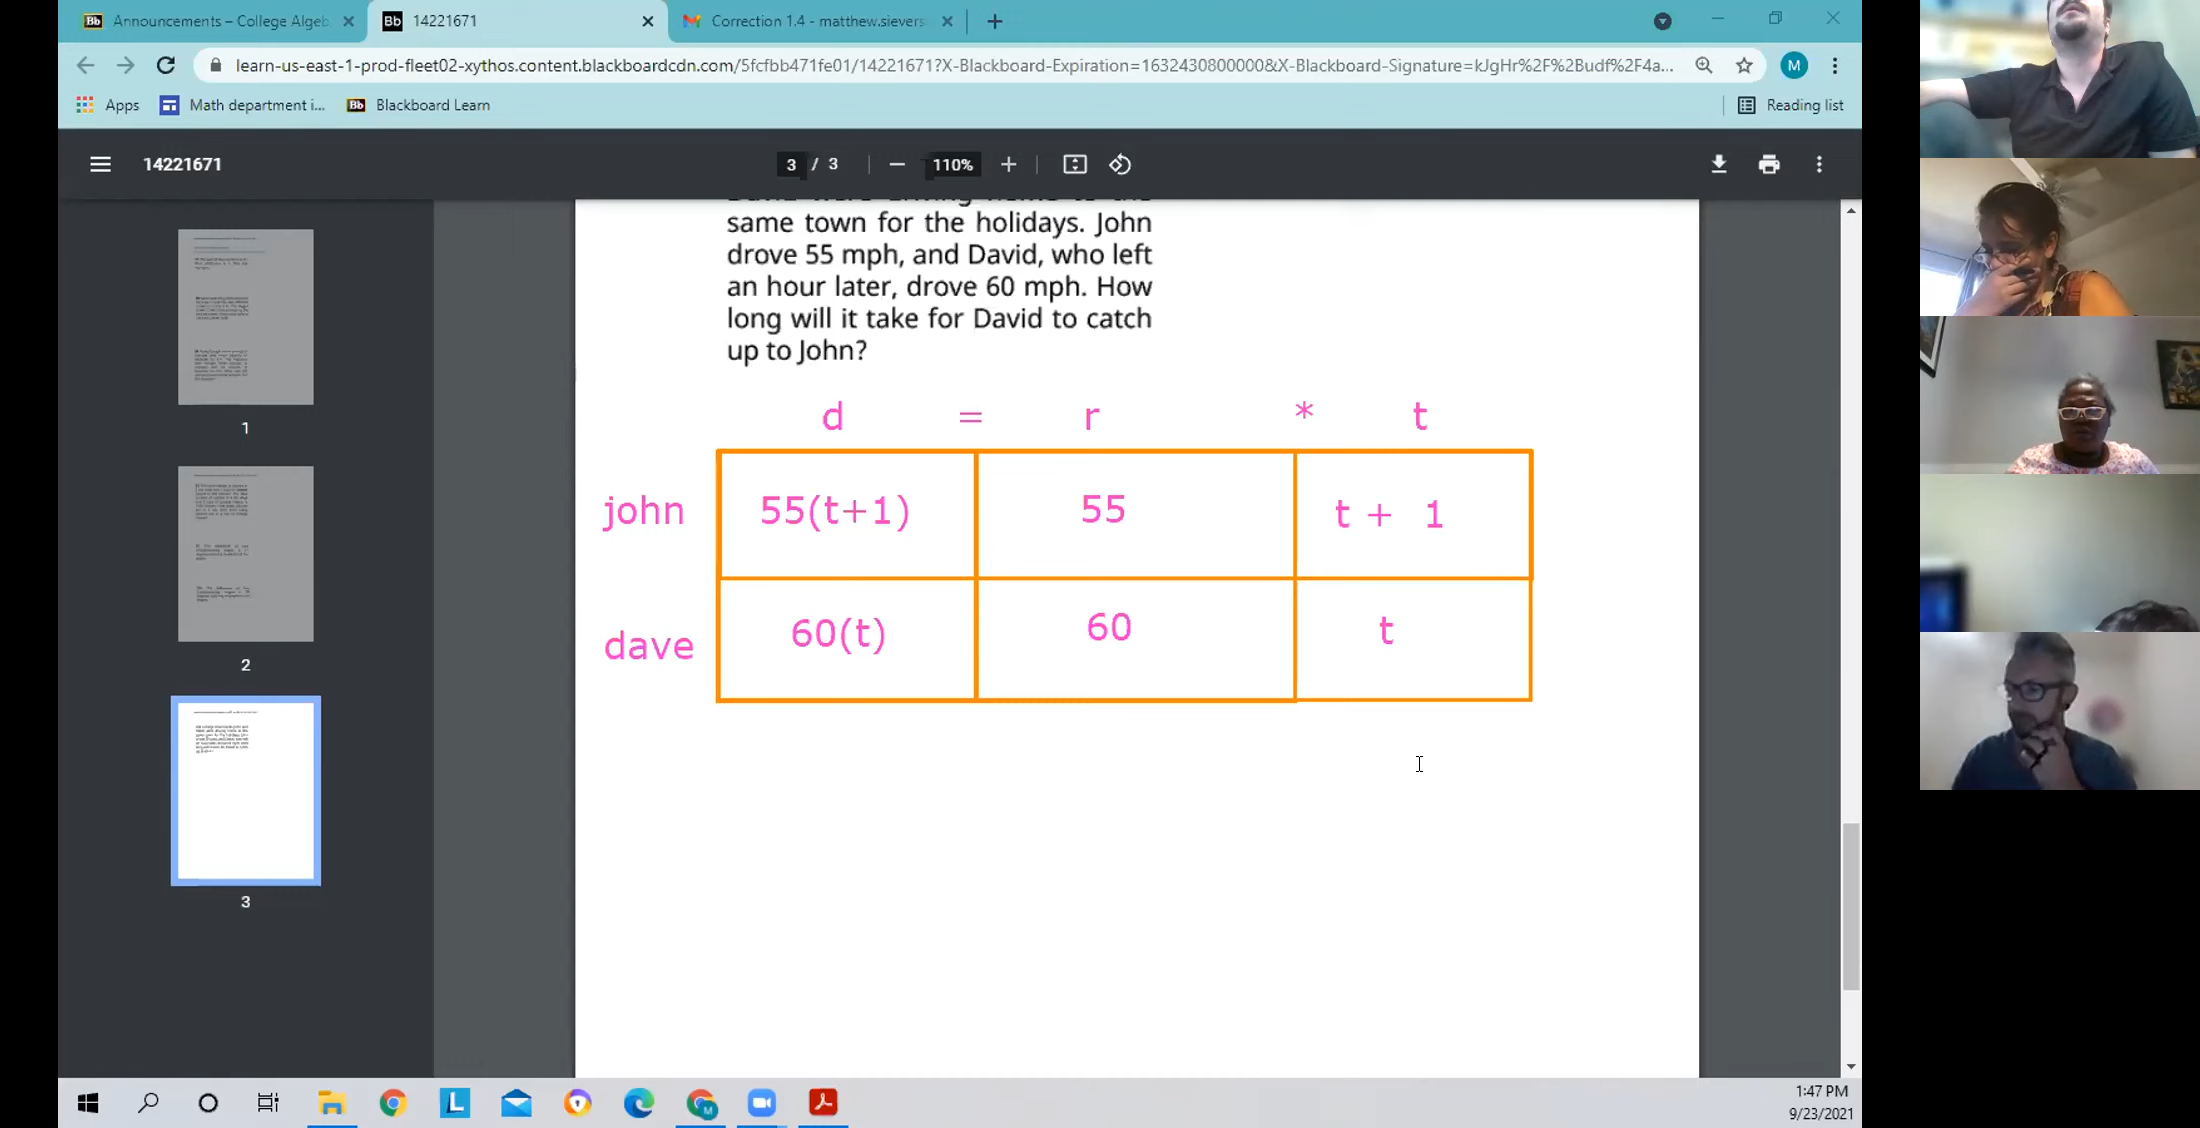 Announcements – College Algeb
14221671
Correction 1.4 - matthew.sievers
learn-us-east-1-prod-fleet02-xythos.content.blackboardcdn.com/5fcfbb471fe01/14221671?X-Blackboard-Expiration=1632430800000&X-Blackboard-Signature=kJgHr%2F%2Budf%2F4a...
M
Apps
Math department i...
Blackboard Learn
Reading list
14221671
3 / 3
110%
same town for the holidays. John
drove 55 mph, and David, who left
an hour later, drove 60 mph. How
long will it take for David to catch
up to John?
d = r * t
john 55(t+1) 55 t + 1
dave 60(t) 60 t
1
2
3
1:47 PM
9/23/2021